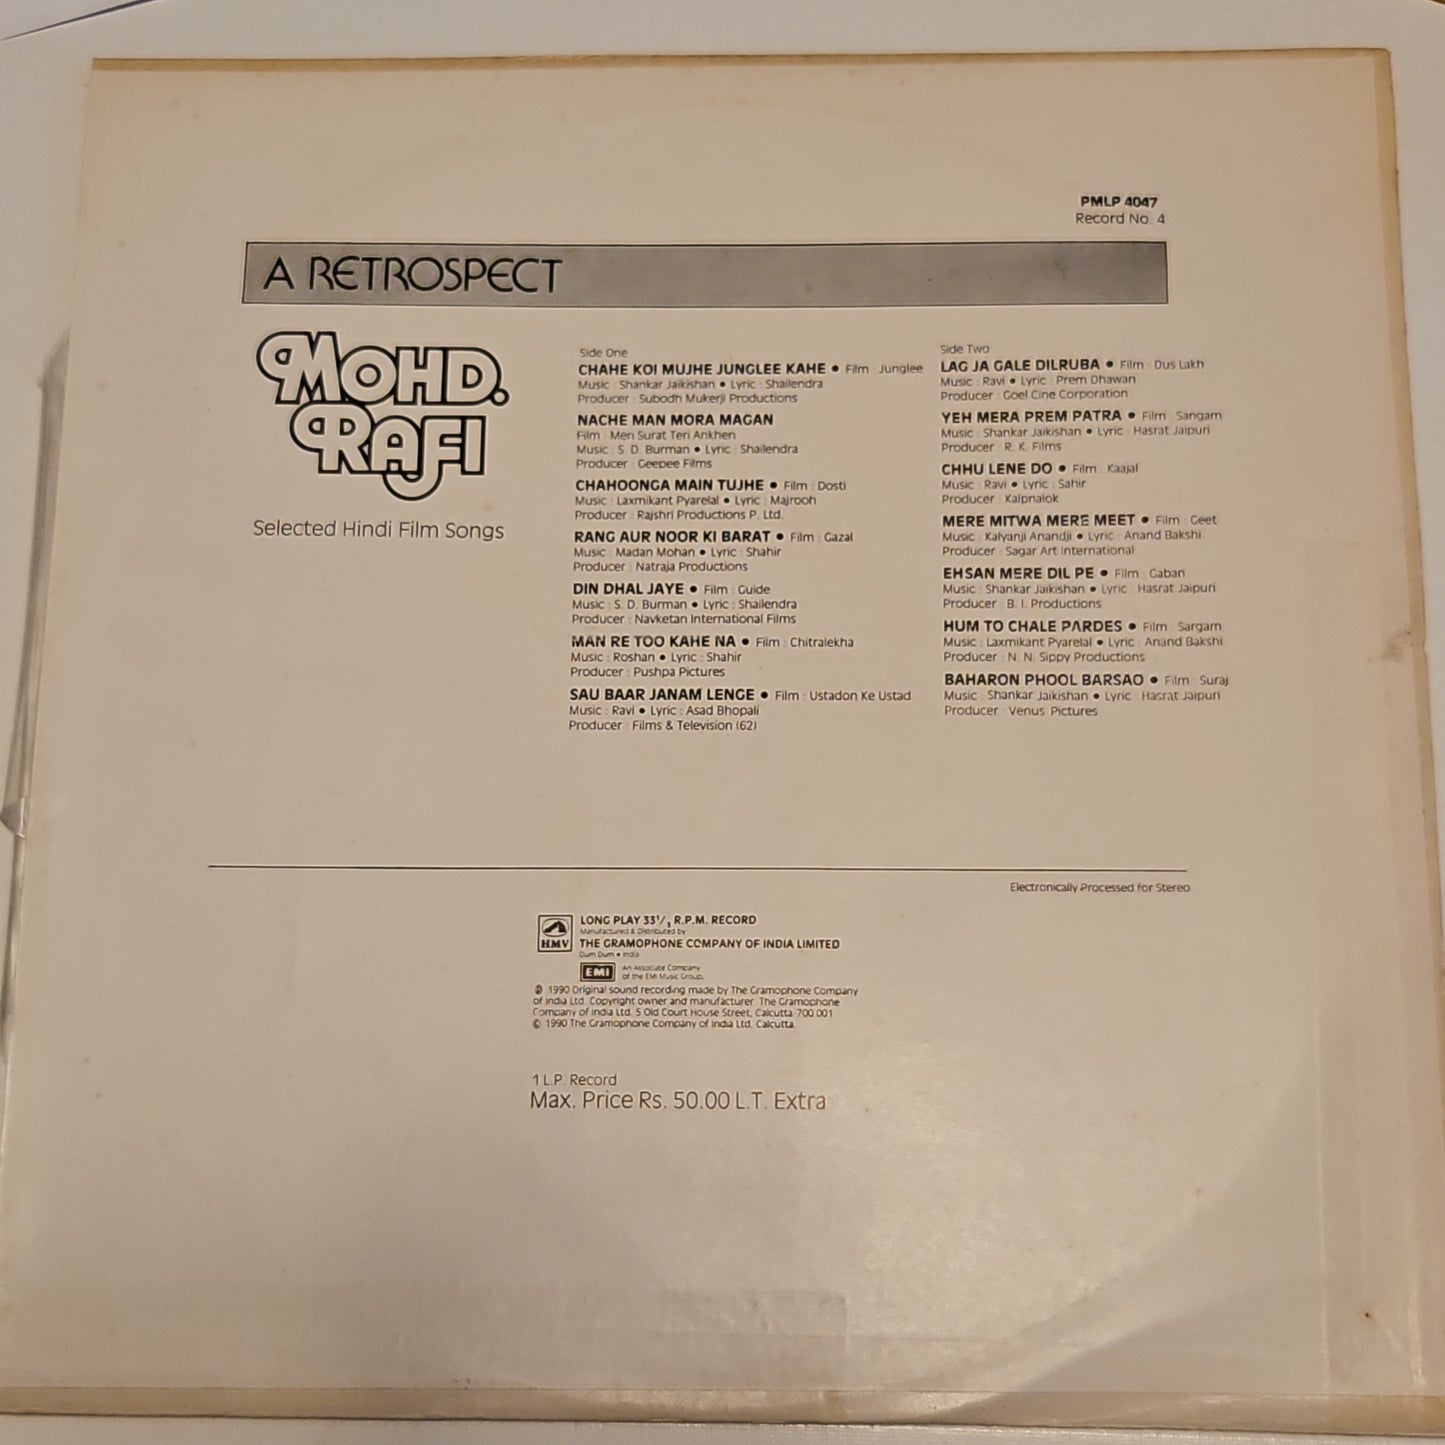 PMLP 4047
Record No. 4
A RETROSPECT
MOHD.
RAFI
Selected Hindi Film Songs
Side One
CHAHE KOI MUJHE JUNGLEE KAHE ● Film : Junglee
Music : Shankar Jaikishan ● Lyric : Shailendra
Producer : Subodh Mukerji Productions
NACHE MAN MORA MAGAN
Film : Meri Surat Teri Ankhen
Music : S. D. Burman ● Lyric : Shailendra
Producer : Geepee Films
CHAHOONGA MAIN TUJHE ● Film : Dosti
Music : Laxmikant Pyarelal ● Lyric : Majrooh
Producer : Rajshri Productions P. Ltd.
RANG AUR NOOR KI BARAT ● Film : Gazal
Music : Madan Mohan ● Lyric : Shahir
Producer : Natraja Productions
DIN DHAL JAYE ● Film : Guide
Music : S. D. Burman ● Lyric : Shailendra
Producer : Navketan International Films
MAN RE TOO KAHE NA ● Film : Chitralekha
Music : Roshan ● Lyric : Shahir
Producer : Pushpa Pictures
SAU BAAR JANAM LENGE ● Film : Ustadon Ke Ustad
Music : Ravi ● Lyric : Asad Bhopali
Producer : Films & Television (62)
Side Two
LAG JA GALE DILRUBA ● Film : Dus Lakh
Music : Ravi ● Lyric : Prem Dhawan
Producer : Goel Cine Corporation
YEH MERA PREM PATRA ● Film : Sangam
Music : Shankar Jaikishan ● Lyric : Hasrat Jaipuri
Producer : R. K. Films
CHHU LENE DO ● Film : Kaajal
Music : Ravi ● Lyric : Sahir
Producer : Kalpnalok
MERE MITWA MERE MEET ● Film : Geet
Music : Kalyanji Anandji ● Lyric : Anand Bakshi
Producer : Sagar Art International
EHSAN MERE DIL PE ● Film : Gaban
Music : Shankar Jaikishan ● Lyric : Hasrat Jaipuri
Producer : B. I. Productions
HUM TO CHALE PARDES ● Film : Sargam
Music : Laxmikant Pyarelal ● Lyric : Anand Bakshi
Producer : N. N. Sippy Productions
BAHARON PHOOL BARSAO ● Film : Suraj
Music : Shankar Jaikishan ● Lyric : Hasrat Jaipuri
Producer : Venus Pictures
Electronically Processed for Stereo
HMV
LONG PLAY 33⅓ R.P.M. RECORD
Manufactured & Distributed by
THE GRAMOPHONE COMPANY OF INDIA LIMITED
Dum Dum ● India
EMI
An Associate Company
of the EMI Music Group.
℗ 1990 Original sound recording made by The Gramophone Company
of India Ltd. Copyright owner and manufacturer The Gramophone
Company of India Ltd. 5 Old Court House Street, Calcutta-700 001
© 1990 The Gramophone Company of India Ltd. Calcutta.
1 L.P. Record
Max. Price Rs. 50.00 L.T. Extra